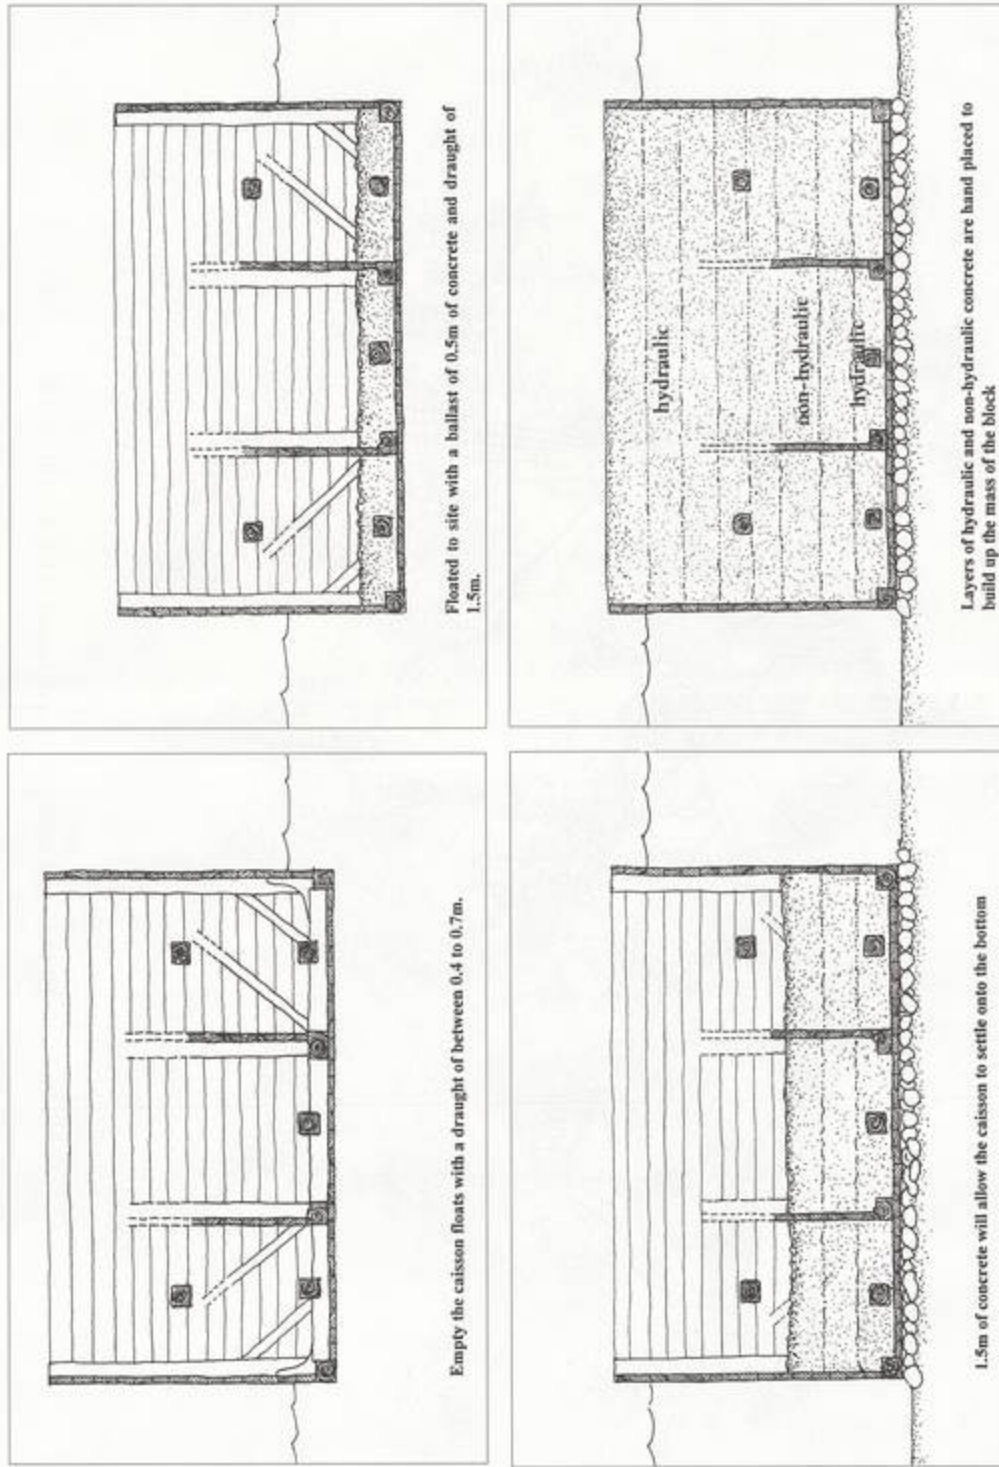 Empty the caisson floats with a draught of between 0.4 to 0.7m.
Floated to site with a ballast of 0.5m of concrete and draught of
1.5m.
1.5m of concrete will allow the caisson to settle onto the bottom
hydraulic
non-hydraulic
hydraulic
Layers of hydraulic and non-hydraulic concrete are hand placed to
build up the mass of the block